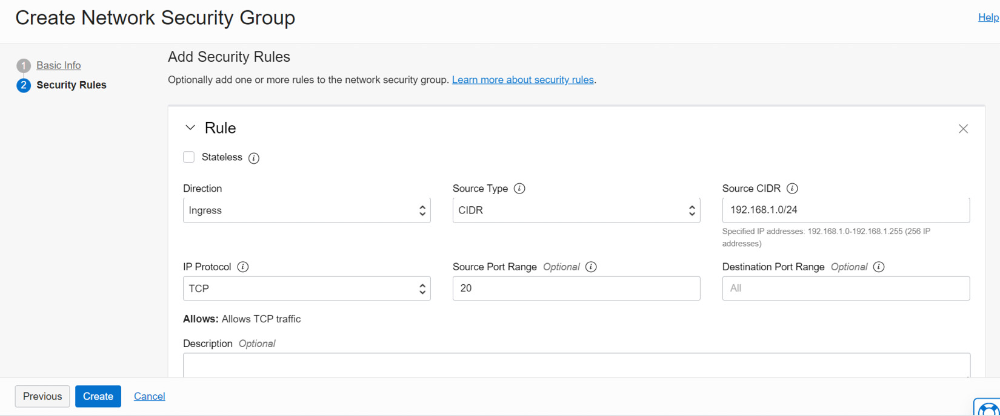 Create Network Security Group
Help
1 Basic Info
2 Security Rules
Add Security Rules
Optionally add one or more rules to the network security group. Learn more about security rules.
Rule
Stateless i
Direction
Ingress
Source Type i
CIDR
Source CIDR i
192.168.1.0/24
Specified IP addresses: 192.168.1.0-192.168.1.255 (256 IP
addresses)
IP Protocol i
TCP
Source Port Range Optional i
20
Destination Port Range Optional i
All
Allows: Allows TCP traffic
Description Optional
Previous
Create
Cancel